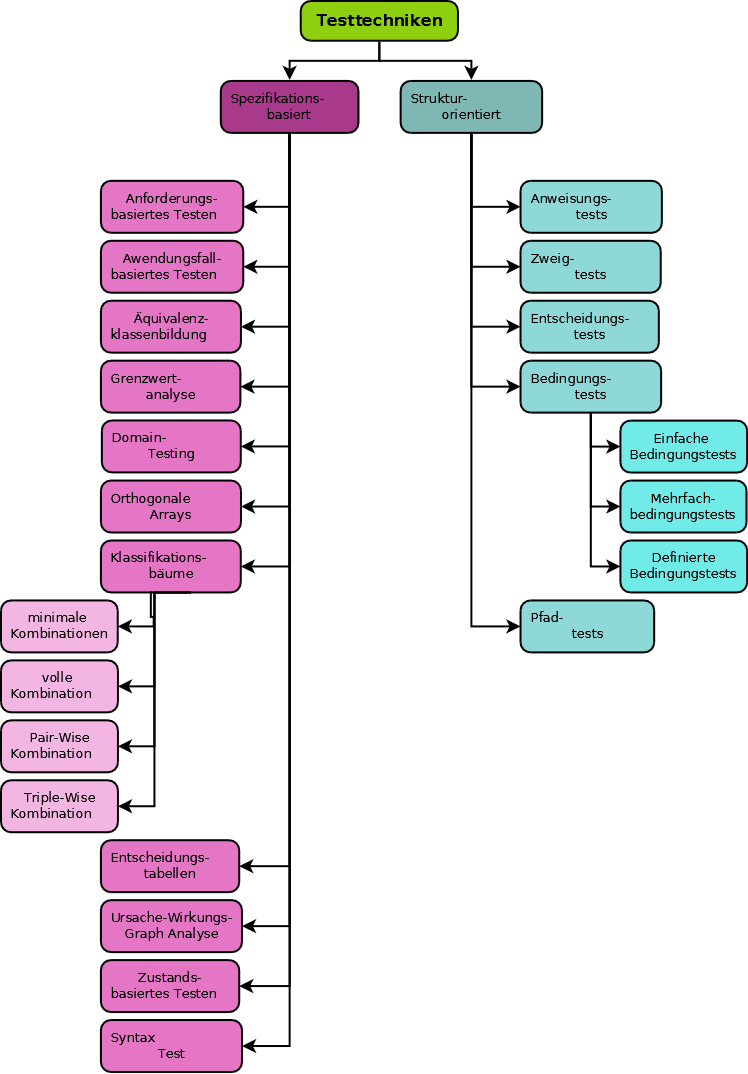 Testtechniken
Spezifikations-
basiert
Struktur-
orientiert
Anforderungs-
basiertes Testen
Awendungsfall-
basiertes Testen
Äquivalenz-
klassenbildung
Grenzwert-
analyse
Domain-
Testing
Orthogonale
Arrays
Klassifikations-
bäume
minimale
Kombinationen
volle
Kombination
Pair-Wise
Kombination
Triple-Wise
Kombination
Entscheidungs-
tabellen
Ursache-Wirkungs-
Graph Analyse
Zustands-
basiertes Testen
Syntax
Test
Anweisungs-
tests
Zweig-
tests
Entscheidungs-
tests
Bedingungs-
tests
Einfache
Bedingungstests
Mehrfach-
bedingungstests
Definierte
Bedingungstests
Pfad-
tests